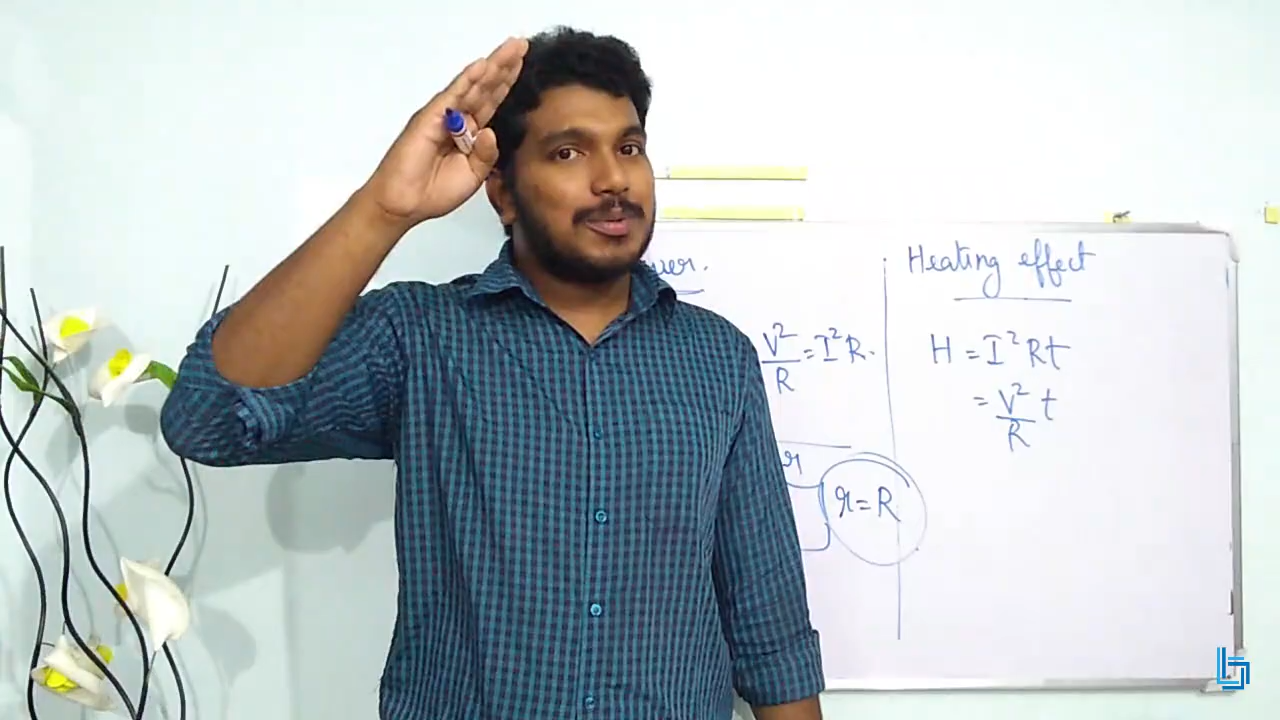 Heating effect
V²/R = I²R.
H = I²Rt
= V²/R t
r = R